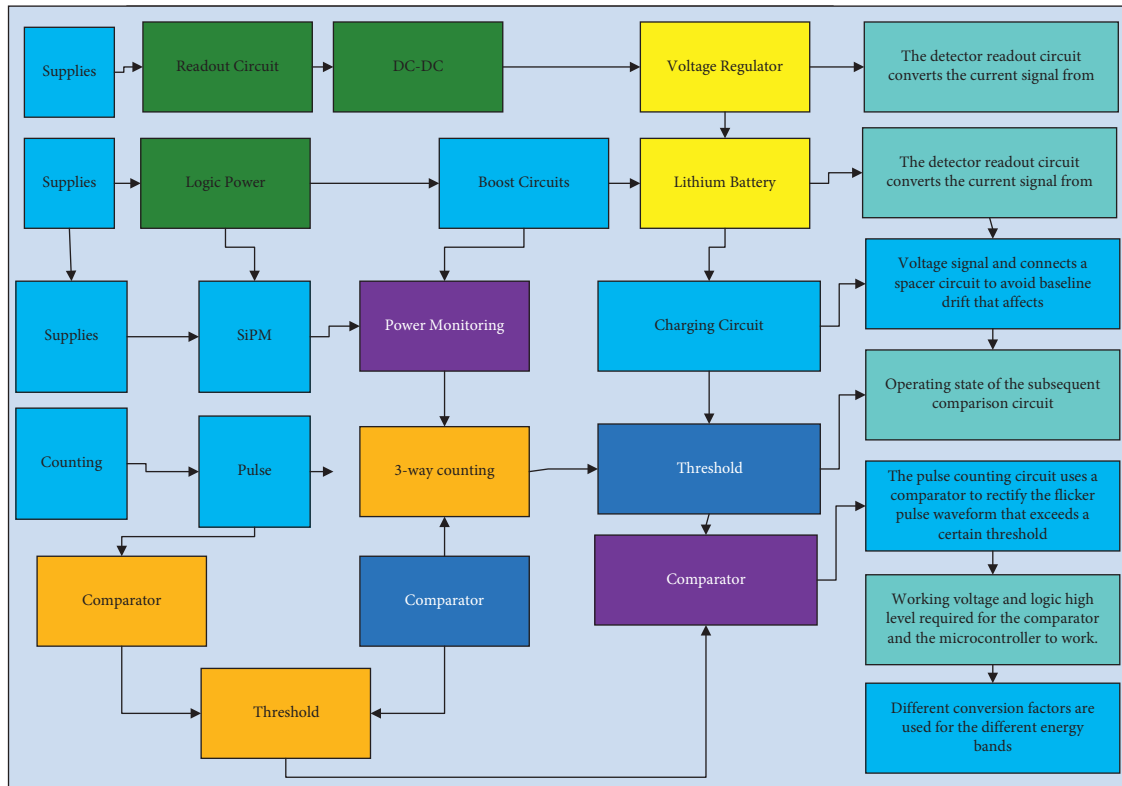 Supplies
Readout Circuit
DC-DC
Voltage Regulator
The detector readout circuit
converts the current signal from
Supplies
Logic Power
Boost Circuits
Lithium Battery
The detector readout circuit
converts the current signal from
Supplies
SiPM
Power Monitoring
Charging Circuit
Voltage signal and connects a
spacer circuit to avoid baseline
drift that affects
Operating state of the subsequent
comparison circuit
Counting
Pulse
3-way counting
Threshold
The pulse counting circuit uses a
comparator to rectify the flicker
pulse waveform that exceeds a
certain threshold
Comparator
Comparator
Comparator
Working voltage and logic high
level required for the comparator
and the microcontroller to work.
Threshold
Different conversion factors are
used for the different energy
bands